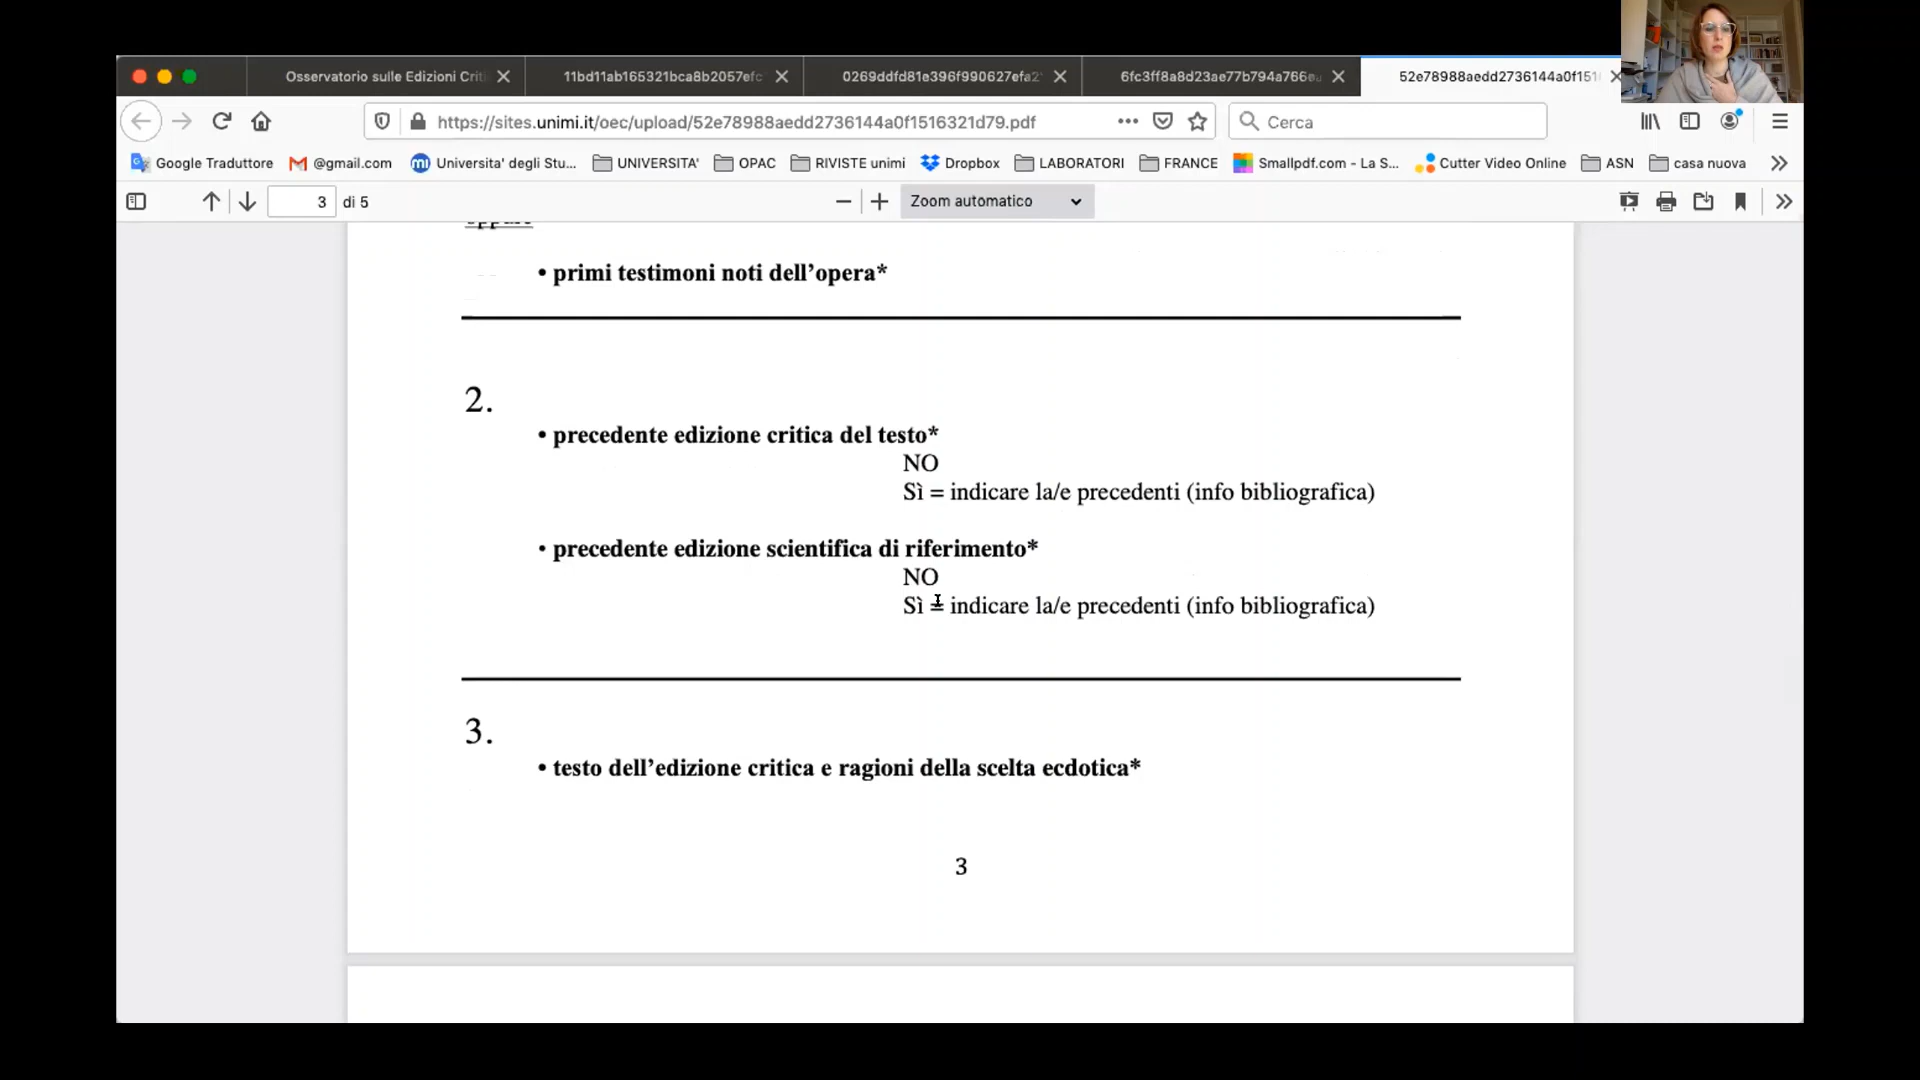 Osservatorio sulle Edizioni Crit
11bd11ab165321bca8b2057efc
0269ddfd81e396f990627efa2
6fc3ff8a8d23ae77b794a766e
52e78988aedd2736144a0f151
https://sites.unimi.it/oec/upload/52e78988aedd2736144a0f1516321d79.pdf
Cerca
Google Traduttore @gmail.com Universita' degli Stu... UNIVERSITA' OPAC RIVISTE unimi Dropbox LABORATORI FRANCE Smallpdf.com - La S... Cutter Video Online ASN casa nuova
3 di 5
Zoom automatico
• primi testimoni noti dell’opera*
2.
• precedente edizione critica del testo*
NO
Sì = indicare la/e precedenti (info bibliografica)
• precedente edizione scientifica di riferimento*
NO
Sì = indicare la/e precedenti (info bibliografica)
3.
• testo dell’edizione critica e ragioni della scelta ecdotica*
3